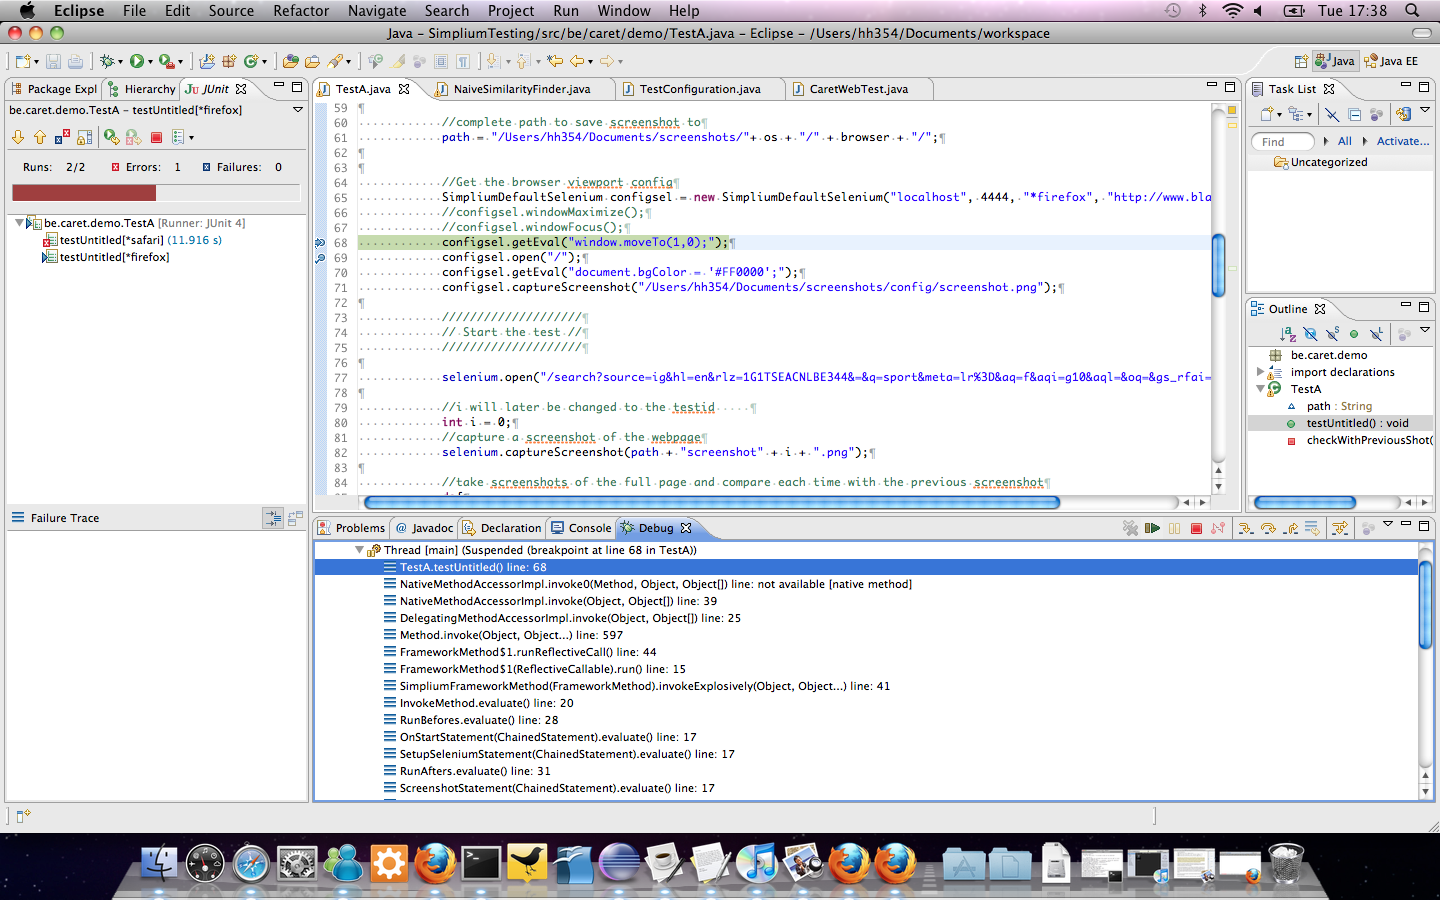 Eclipse File Edit Source Refactor Navigate Search Project Run Window Help Tue 17:38
Java - SimpliumTesting/src/be/caret/demo/TestA.java - Eclipse - /Users/hh354/Documents/workspace
Java Java EE
Package Expl Hierarchy JUnit
be.caret.demo.TestA - testUntitled[*firefox]
Runs: 2/2 Errors: 1 Failures: 0
be.caret.demo.TestA [Runner: JUnit 4]
testUntitled[*safari] (11.916 s)
testUntitled[*firefox]
Failure Trace
TestA.java NaiveSimilarityFinder.java TestConfiguration.java CaretWebTest.java
59
60 //complete path to save screenshot to
61 path = "/Users/hh354/Documents/screenshots/"+ os + "/" + browser + "/";
62
63
64 //Get the browser viewport config
65 SimpliumDefaultSelenium configsel = new SimpliumDefaultSelenium("localhost", 4444, "*firefox", "http://www.bla
66 //configsel.windowMaximize();
67 //configsel.windowFocus();
68 configsel.getEval("window.moveTo(1,0);");
69 configsel.open("/");
70 configsel.getEval("document.bgColor = '#FF0000';");
71 configsel.captureScreenshot("/Users/hh354/Documents/screenshots/config/screenshot.png");
72
73 ////////////////////
74 // Start the test //
75 ////////////////////
76
77 selenium.open("/search?source=ig&hl=en&rlz=1G1TSEACNLBE344&=&q=sport&meta=lr%3D&aq=f&aqi=g10&aql=&oq=&gs_rfai=
78
79 //i will later be changed to the testid
80 int i = 0;
81 //capture a screenshot of the webpage
82 selenium.captureScreenshot(path + "screenshot" + i + ".png");
83
84 //take screenshots of the full page and compare each time with the previous screenshot
Task List
Find All Activate...
Uncategorized
Outline
be.caret.demo
import declarations
TestA
path : String
testUntitled() : void
checkWithPreviousShot(
Problems Javadoc Declaration Console Debug
Thread [main] (Suspended (breakpoint at line 68 in TestA))
TestA.testUntitled() line: 68
NativeMethodAccessorImpl.invoke0(Method, Object, Object[]) line: not available [native method]
NativeMethodAccessorImpl.invoke(Object, Object[]) line: 39
DelegatingMethodAccessorImpl.invoke(Object, Object[]) line: 25
Method.invoke(Object, Object...) line: 597
FrameworkMethod$1.runReflectiveCall() line: 44
FrameworkMethod$1(ReflectiveCallable).run() line: 15
SimpliumFrameworkMethod(FrameworkMethod).invokeExplosively(Object, Object...) line: 41
InvokeMethod.evaluate() line: 20
RunBefores.evaluate() line: 28
OnStartStatement(ChainedStatement).evaluate() line: 17
SetupSeleniumStatement(ChainedStatement).evaluate() line: 17
RunAfters.evaluate() line: 31
ScreenshotStatement(ChainedStatement).evaluate() line: 17